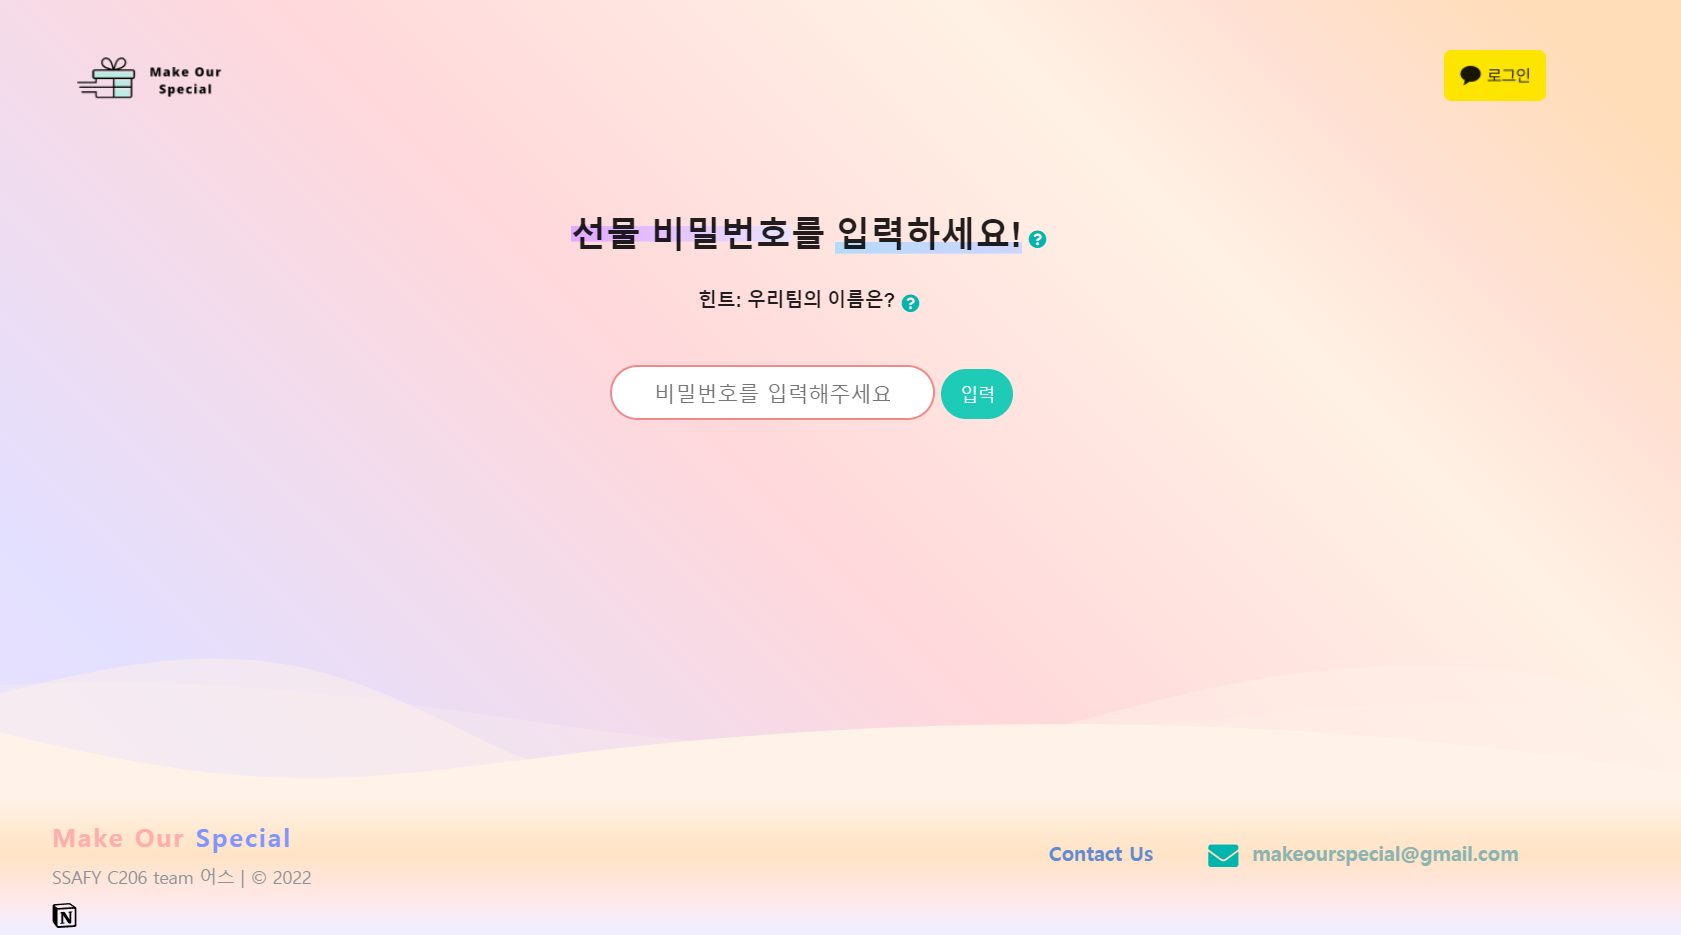 Make Our
Special
로그인
선물 비밀번호를 입력하세요!
힌트: 우리팀의 이름은?
비밀번호를 입력해주세요
입력
Make Our Special
SSAFY C206 team 어스 | © 2022
Contact Us
makeourspecial@gmail.com